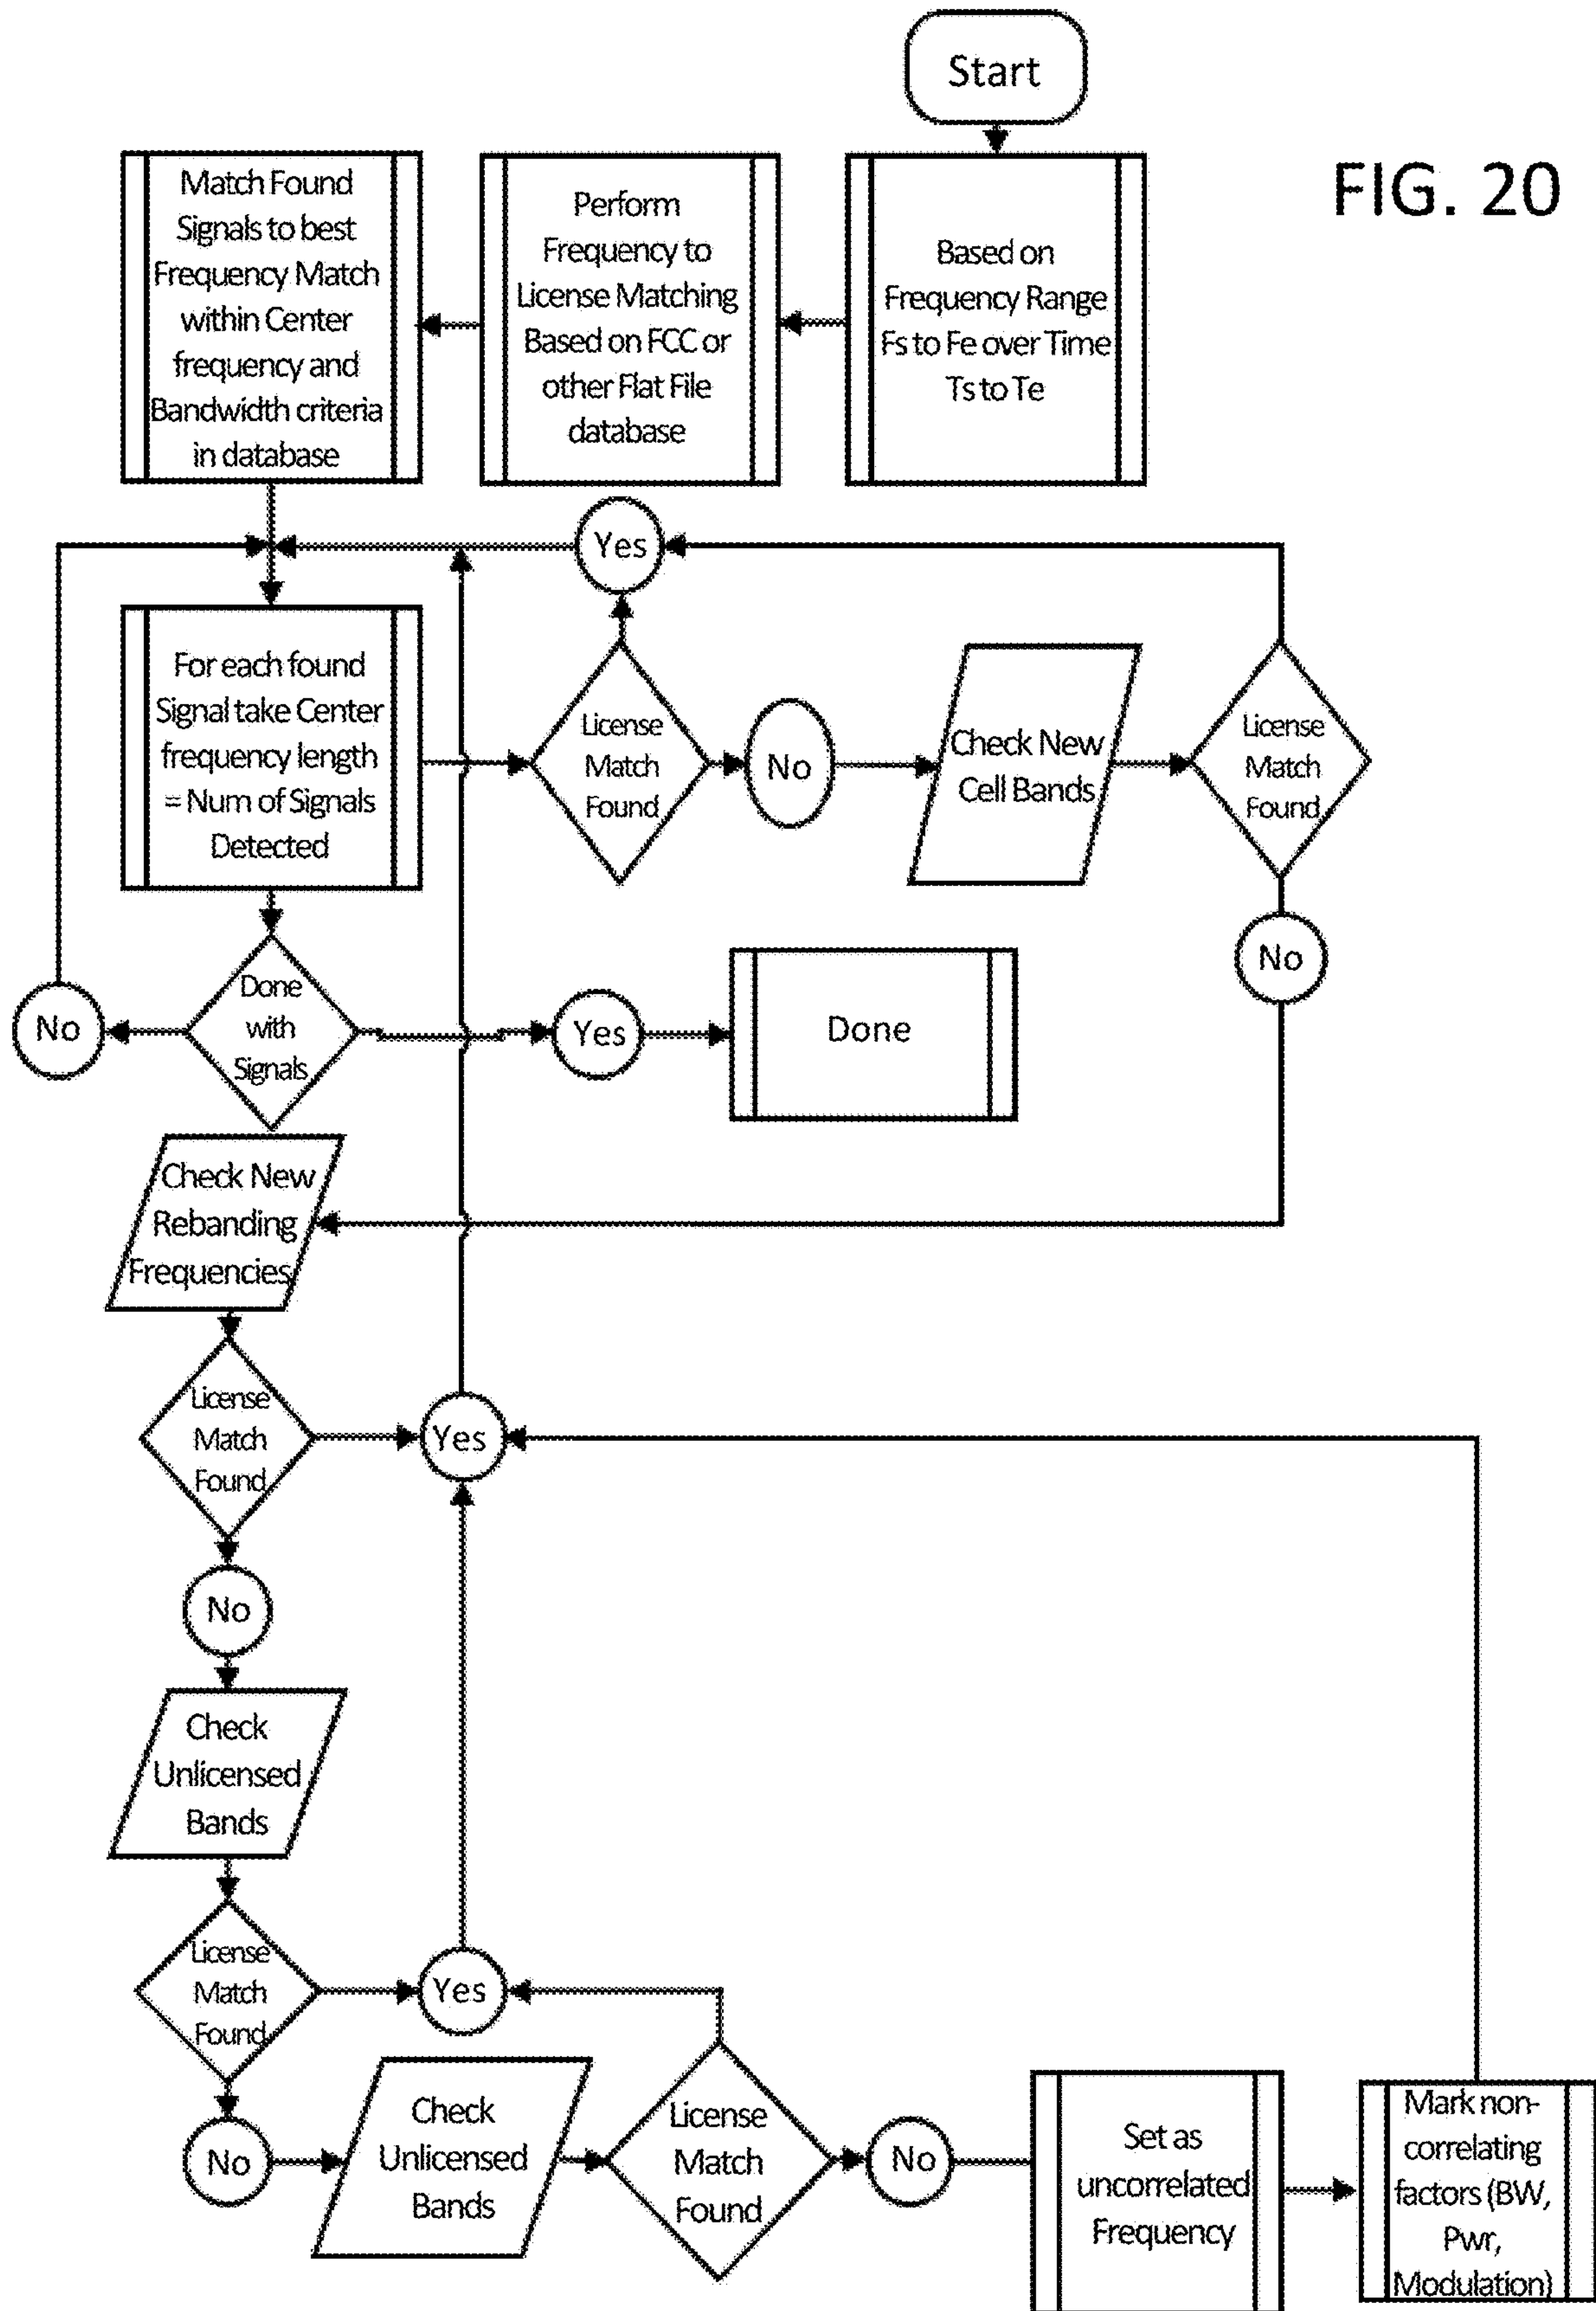 Start
FIG. 20
Based on
Frequency Range
Fs to Fe over Time
Ts to Te
Perform
Frequency to
License Matching
Based on FCC or
other Flat File
database
Match Found
Signals to best
Frequency Match
within Center
frequency and
Bandwidth criteria
in database
Yes
For each found
Signal take Center
frequency length
= Num of Signals
Detected
License
Match
Found
No
Check New
Cell Bands
License
Match
Found
No
Done
with
Signals
No
Yes
Done
Check New
Rebanding
Frequencies
License
Match
Found
Yes
No
Check
Unlicensed
Bands
License
Match
Found
Yes
No
Check
Unlicensed
Bands
License
Match
Found
No
Set as
uncorrelated
Frequency
Mark non-
correlating
factors (BW,
Pwr,
Modulation)